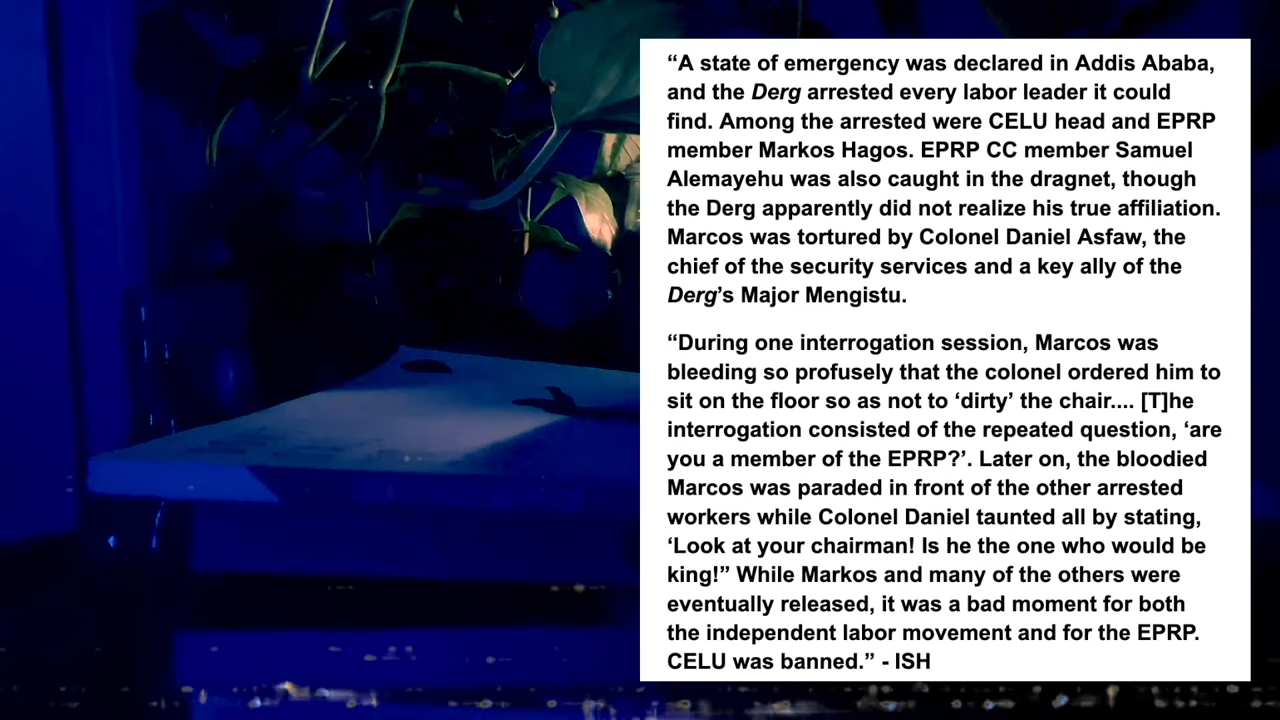 “A state of emergency was declared in Addis Ababa,
and the Derg arrested every labor leader it could
find. Among the arrested were CELU head and EPRP
member Markos Hagos. EPRP CC member Samuel
Alemayehu was also caught in the dragnet, though
the Derg apparently did not realize his true affiliation.
Marcos was tortured by Colonel Daniel Asfaw, the
chief of the security services and a key ally of the
Derg’s Major Mengistu.
“During one interrogation session, Marcos was
bleeding so profusely that the colonel ordered him to
sit on the floor so as not to ‘dirty’ the chair.... [T]he
interrogation consisted of the repeated question, ‘are
you a member of the EPRP?’. Later on, the bloodied
Marcos was paraded in front of the other arrested
workers while Colonel Daniel taunted all by stating,
‘Look at your chairman! Is he the one who would be
king!” While Markos and many of the others were
eventually released, it was a bad moment for both
the independent labor movement and for the EPRP.
CELU was banned.” - ISH